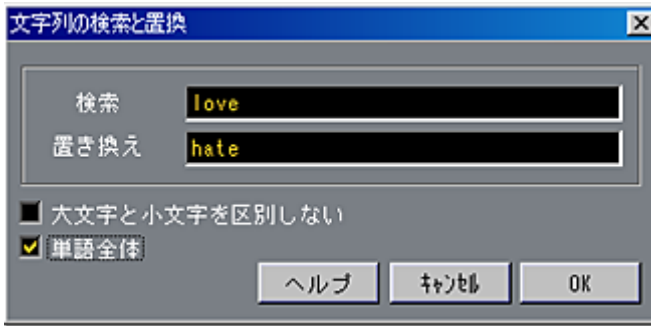 文字列の検索と置換
検索 love
置き換え hate
大文字と小文字を区別しない
単語全体
ヘルプ ｷｬﾝｾﾙ OK